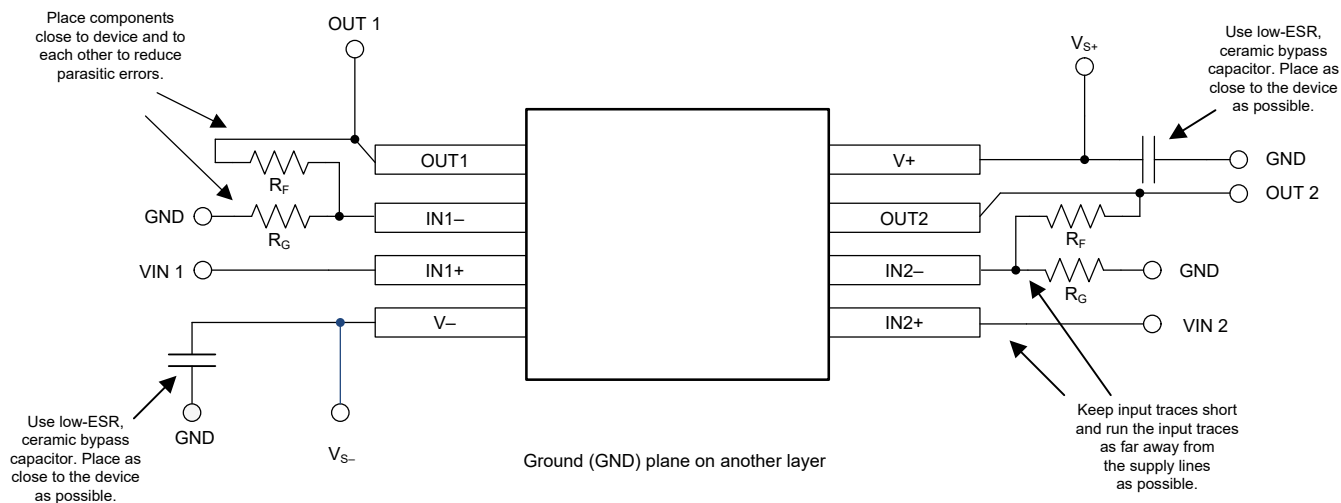 Place components
close to device and to
each other to reduce
parasitic errors.
OUT 1
VS+
Use low-ESR,
ceramic bypass
capacitor. Place as
close to the device
as possible.
OUT1
V+
GND
RF
OUT 2
GND
IN1–
OUT2
RF
RG
VIN 1
IN1+
IN2–
GND
RG
V–
IN2+
VIN 2
Use low-ESR,
ceramic bypass
capacitor. Place as
close to the device
as possible.
GND
VS–
Ground (GND) plane on another layer
Keep input traces short
and run the input traces
as far away from
the supply lines
as possible.